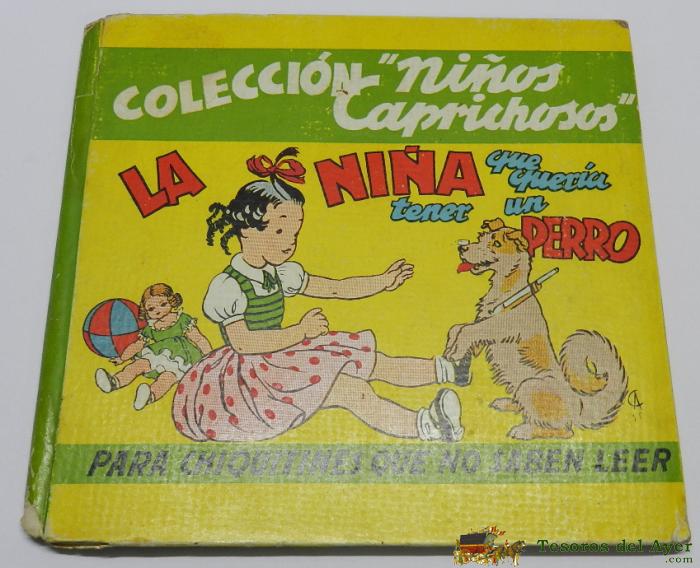 COLECCIÓN "Niños
Caprichosos"
LA NIÑA que quería
tener un
PERRO
PARA CHIQUITINES QUE NO SABEN LEER
Tesoros del Ayer
.com